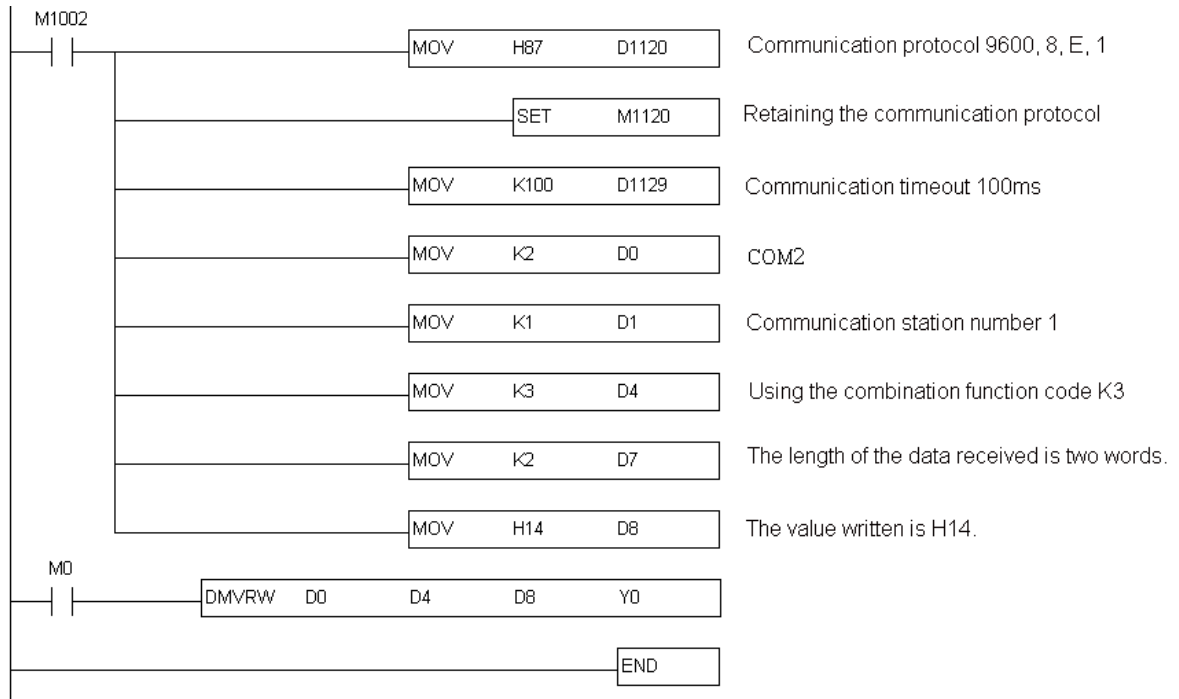 M1002
MOV H87 D1120 Communication protocol 9600, 8, E, 1
SET M1120 Retaining the communication protocol
MOV K100 D1129 Communication timeout 100ms
MOV K2 D0 COM2
MOV K1 D1 Communication station number 1
MOV K3 D4 Using the combination function code K3
MOV K2 D7 The length of the data received is two words.
MOV H14 D8 The value written is H14.
M0
DMVRW D0 D4 D8 Y0
END